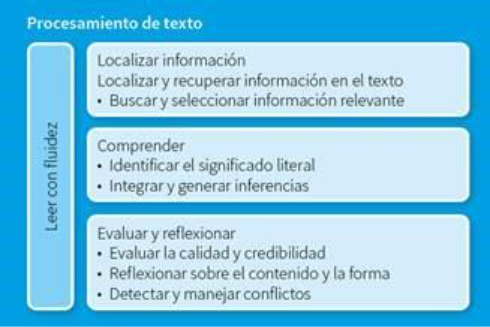 Procesamiento de texto
Leer con fluidez
Localizar información
Localizar y recuperar información en el texto
• Buscar y seleccionar información relevante
Comprender
• Identificar el significado literal
• Integrar y generar inferencias
Evaluar y reflexionar
• Evaluar la calidad y credibilidad
• Reflexionar sobre el contenido y la forma
• Detectar y manejar conflictos